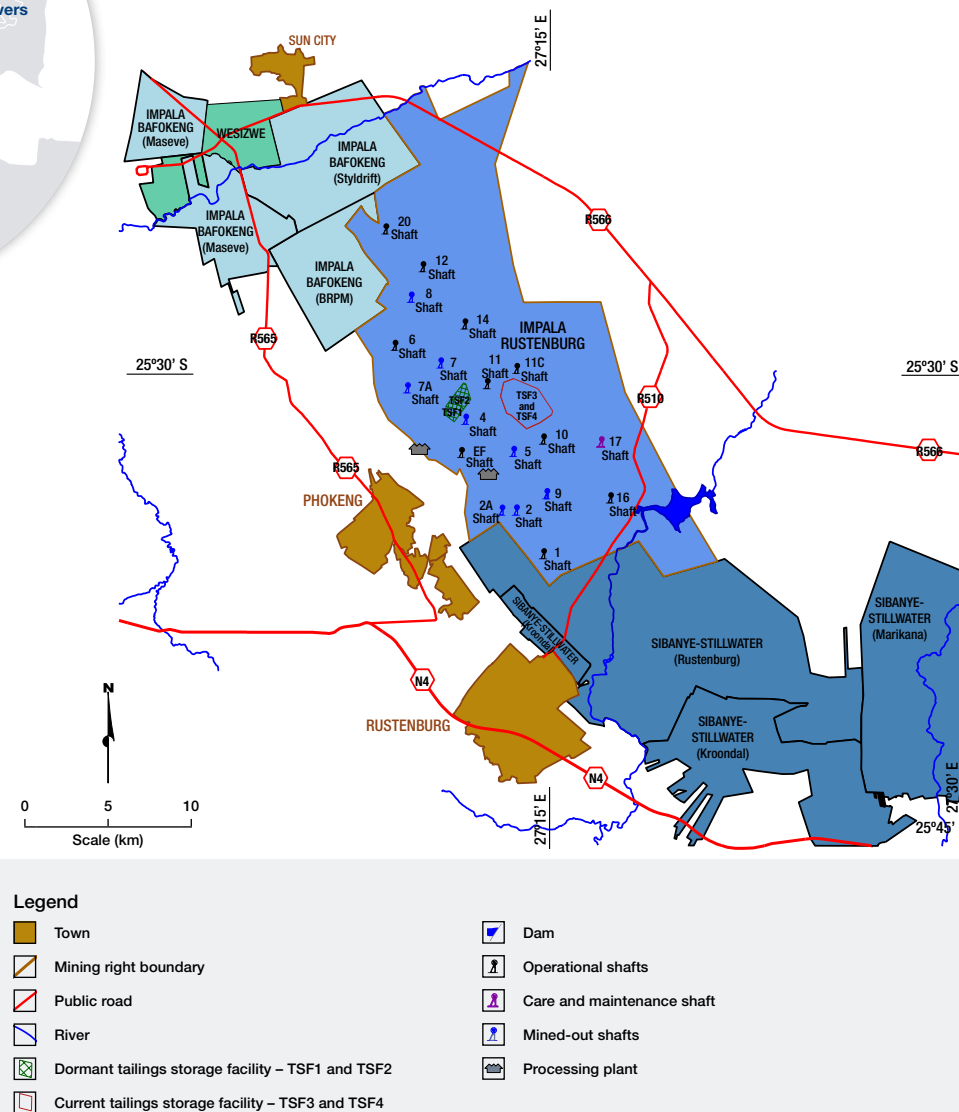 SUN CITY
27°15' E
IMPALA
BAFOKENG
(Maseve)
WESIZWE
IMPALA
BAFOKENG
(Styldrift)
R566
IMPALA
BAFOKENG
(Maseve)
IMPALA
BAFOKENG
(BRPM)
20
Shaft
12
Shaft
8
Shaft
14
Shaft
IMPALA
RUSTENBURG
6
Shaft
R565
25°30' S
25°30' S
7
Shaft
11
Shaft
11C
Shaft
7A
Shaft
TSF2
TSF1
TSF3
and
TSF4
R510
4
Shaft
10
Shaft
17
Shaft
R566
EF
Shaft
5
Shaft
R565
PHOKENG
9
Shaft
16
Shaft
2A
Shaft
2
Shaft
1
Shaft
SIBANYE-STILLWATER
(Kroondal)
SIBANYE-
STILLWATER
(Marikana)
SIBANYE-STILLWATER
(Rustenburg)
N4
N
RUSTENBURG
SIBANYE-
STILLWATER
(Kroondal)
N4
27°15' E
27°30' E
25°45'
0 5 10
Scale (km)
Legend
Town
Mining right boundary
Public road
River
Dormant tailings storage facility – TSF1 and TSF2
Current tailings storage facility – TSF3 and TSF4
Dam
Operational shafts
Care and maintenance shaft
Mined-out shafts
Processing plant